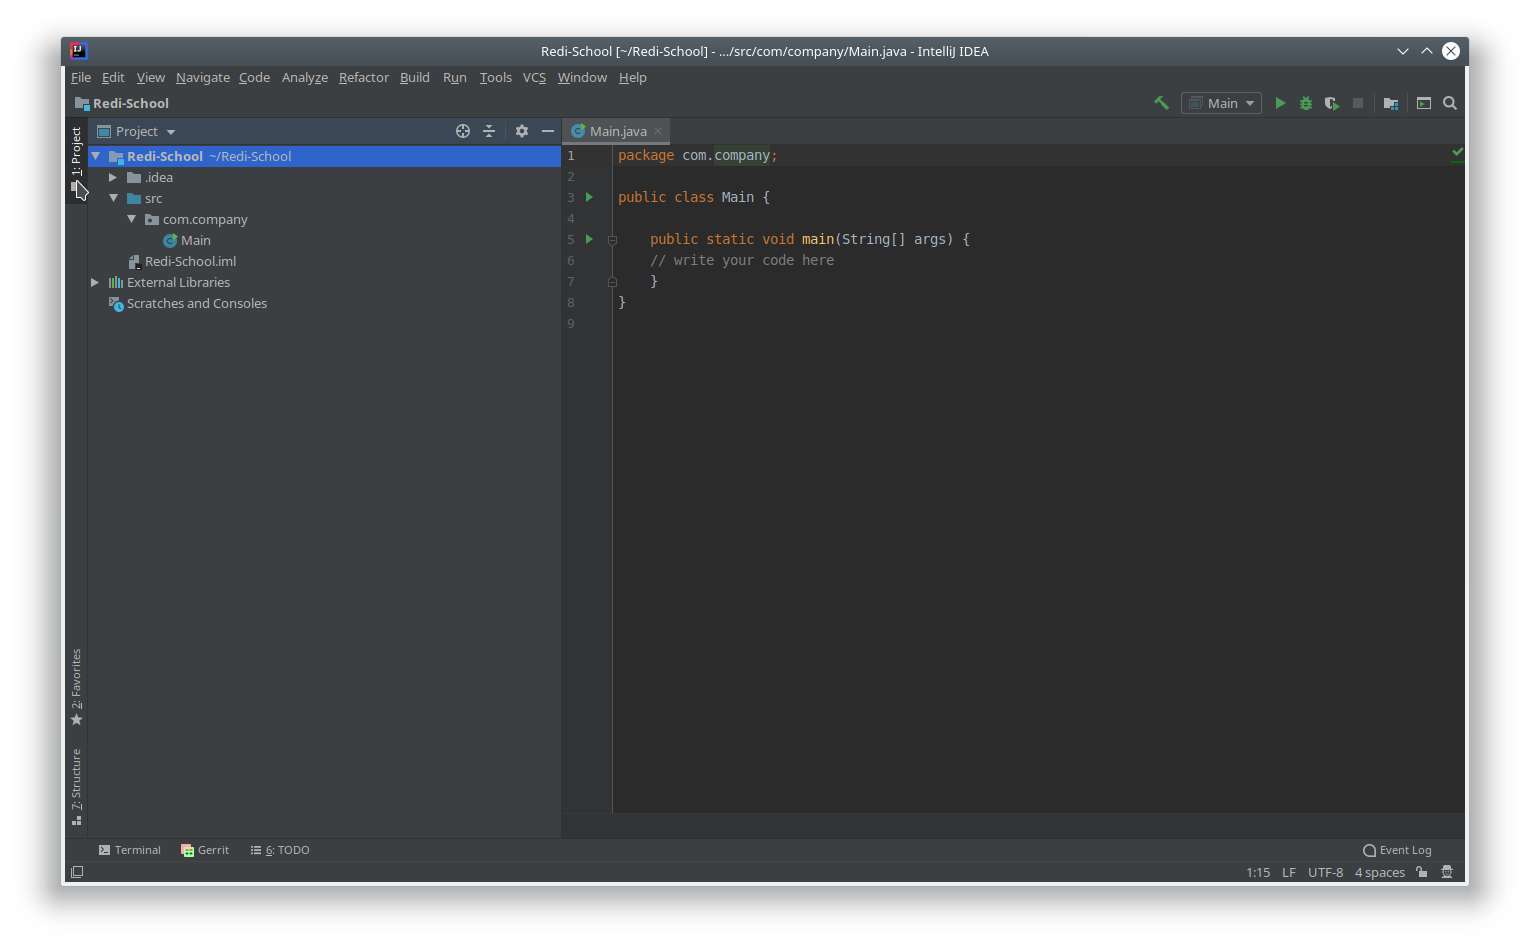 Redi-School [~/Redi-School] - .../src/com/company/Main.java - IntelliJ IDEA
File Edit View Navigate Code Analyze Refactor Build Run Tools VCS Window Help
Redi-School
Main
1: Project
2: Favorites
7: Structure
Project
Redi-School ~/Redi-School
.idea
src
com.company
Main
Redi-School.iml
External Libraries
Scratches and Consoles
Main.java
1 package com.company;
2
3 public class Main {
4
5 public static void main(String[] args) {
6 // write your code here
7 }
8 }
9
Terminal Gerrit 6: TODO Event Log
1:15 LF UTF-8 4 spaces